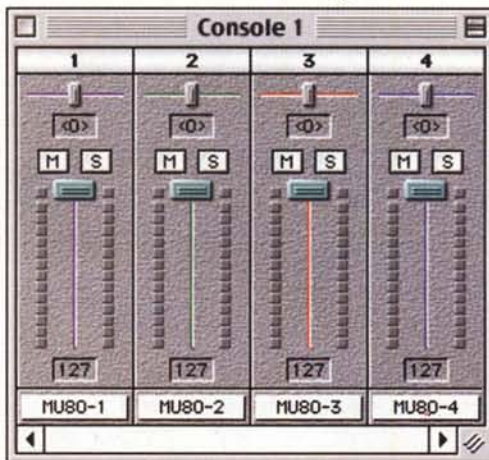 Console 1
1 2 3 4
<0> <0> <0> <0>
M S M S M S M S
127 127 127 127
MU80-1 MU80-2 MU80-3 MU80-4